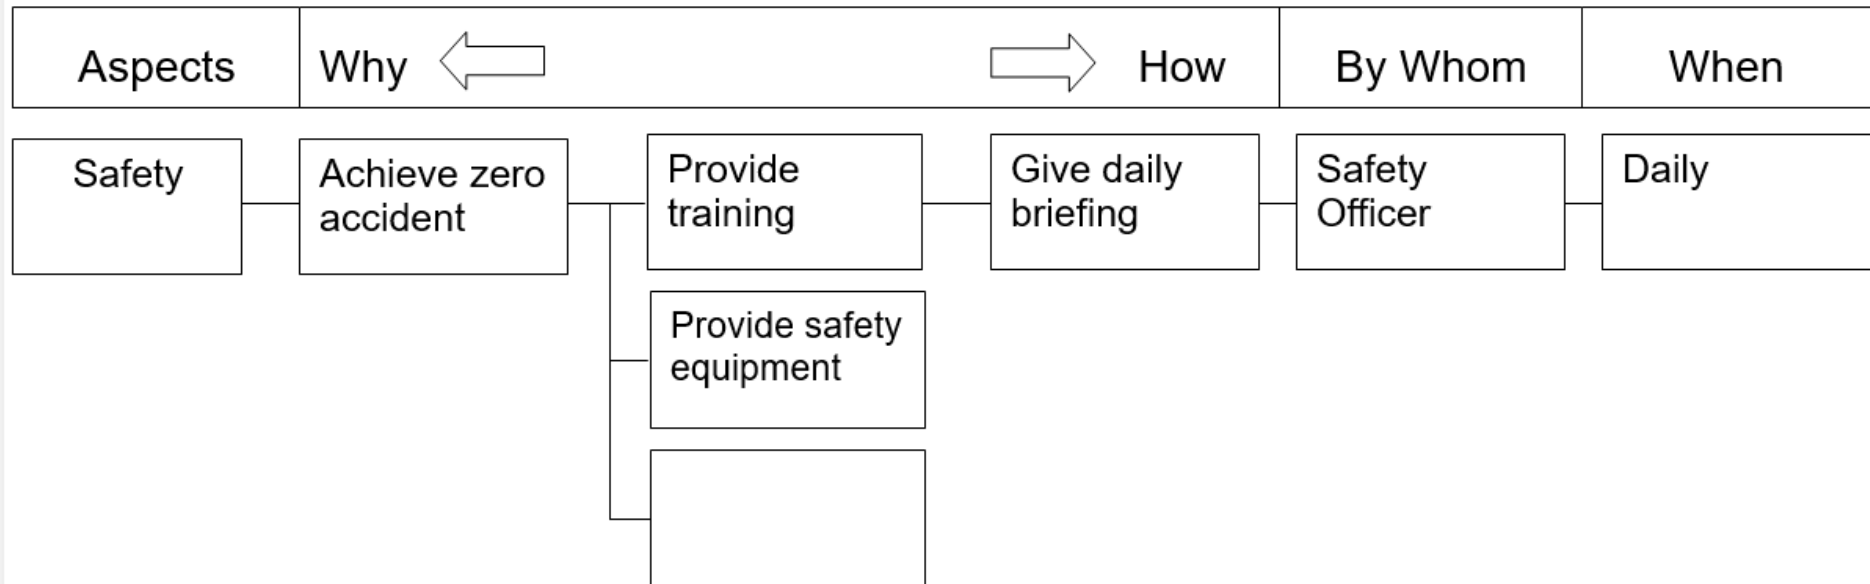 Aspects
Why
How
By Whom
When
Safety
Achieve zero
accident
Provide
training
Give daily
briefing
Safety
Officer
Daily
Provide safety
equipment